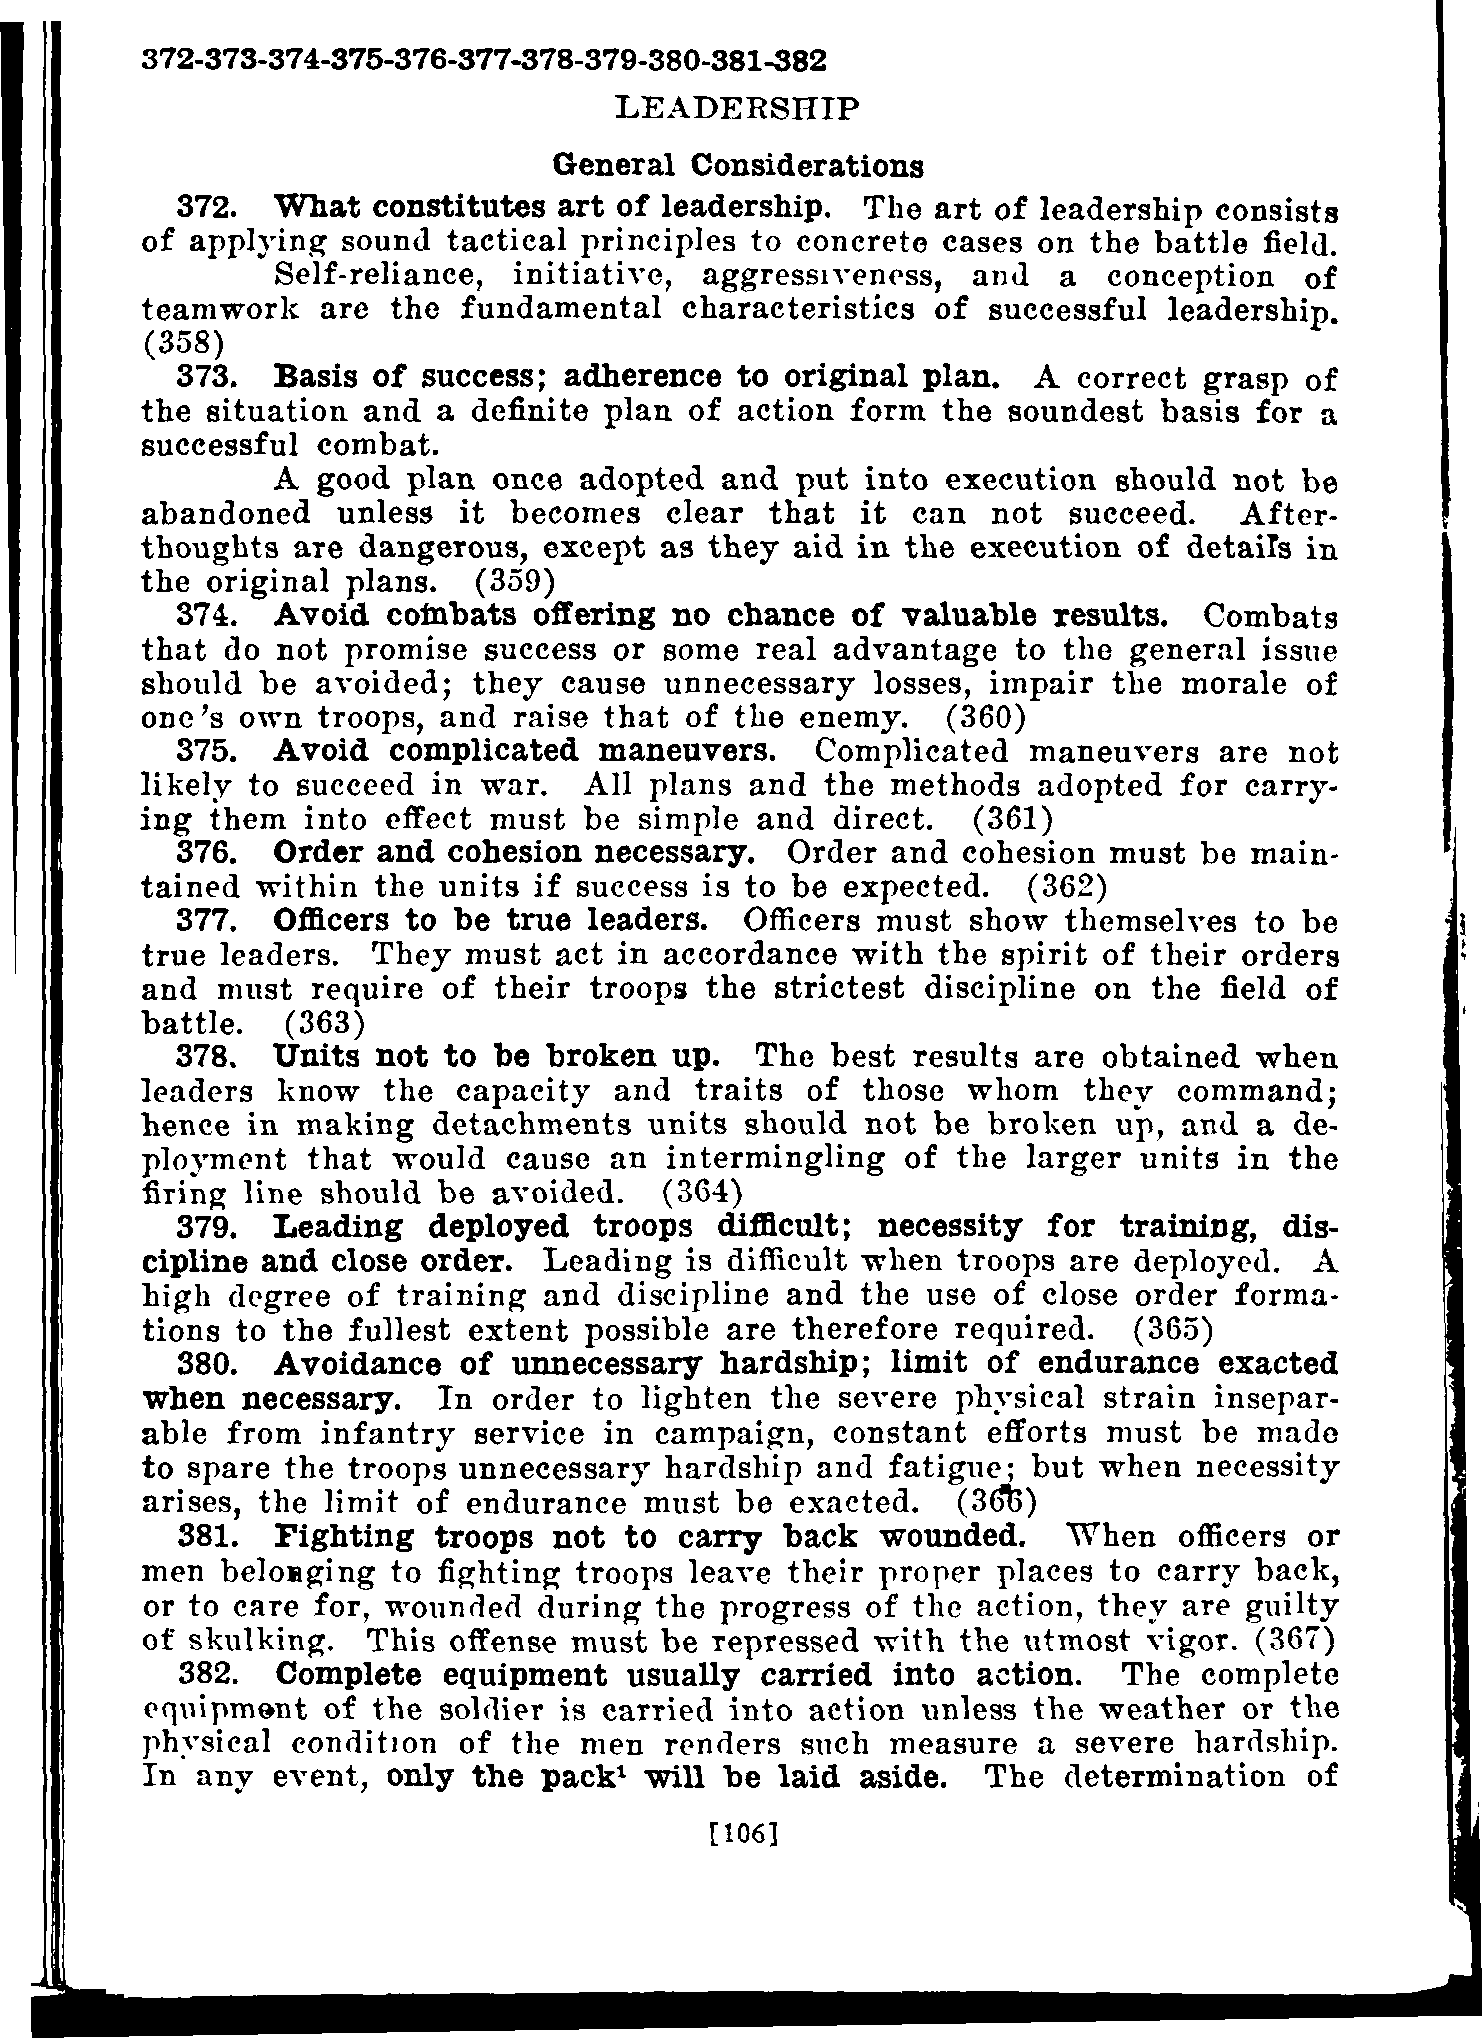 372-373-374-375-376-377-378-379-380-381-382
LEADERSHIP
General Considerations
372. What constitutes art of leadership. The art of leadership consists
of applying sound tactical principles to concrete cases on the battle field.
Self-reliance, initiative, aggressiveness, and a conception of
teamwork are the fundamental characteristics of successful leadership.
(358)
373. Basis of success; adherence to original plan. A correct grasp of
the situation and a definite plan of action form the soundest basis for a
successful combat.
A good plan once adopted and put into execution should not be
abandoned unless it becomes clear that it can not succeed. After-
thoughts are dangerous, except as they aid in the execution of details in
the original plans. (359)
374. Avoid combats offering no chance of valuable results. Combats
that do not promise success or some real advantage to the general issue
should be avoided; they cause unnecessary losses, impair the morale of
one's own troops, and raise that of the enemy. (360)
375. Avoid complicated maneuvers. Complicated maneuvers are not
likely to succeed in war. All plans and the methods adopted for carry-
ing them into effect must be simple and direct. (361)
376. Order and cohesion necessary. Order and cohesion must be main-
tained within the units if success is to be expected. (362)
377. Officers to be true leaders. Officers must show themselves to be
true leaders. They must act in accordance with the spirit of their orders
and must require of their troops the strictest discipline on the field of
battle. (363)
378. Units not to be broken up. The best results are obtained when
leaders know the capacity and traits of those whom they command;
hence in making detachments units should not be broken up, and a de-
ployment that would cause an intermingling of the larger units in the
firing line should be avoided. (364)
379. Leading deployed troops difficult; necessity for training, dis-
cipline and close order. Leading is difficult when troops are deployed. A
high degree of training and discipline and the use of close order forma-
tions to the fullest extent possible are therefore required. (365)
380. Avoidance of unnecessary hardship; limit of endurance exacted
when necessary. In order to lighten the severe physical strain insepar-
able from infantry service in campaign, constant efforts must be made
to spare the troops unnecessary hardship and fatigue; but when necessity
arises, the limit of endurance must be exacted. (366)
381. Fighting troops not to carry back wounded. When officers or
men belonging to fighting troops leave their proper places to carry back,
or to care for, wounded during the progress of the action, they are guilty
of skulking. This offense must be repressed with the utmost vigor. (367)
382. Complete equipment usually carried into action. The complete
equipment of the soldier is carried into action unless the weather or the
physical condition of the men renders such measure a severe hardship.
In any event, only the pack¹ will be laid aside. The determination of
[106]